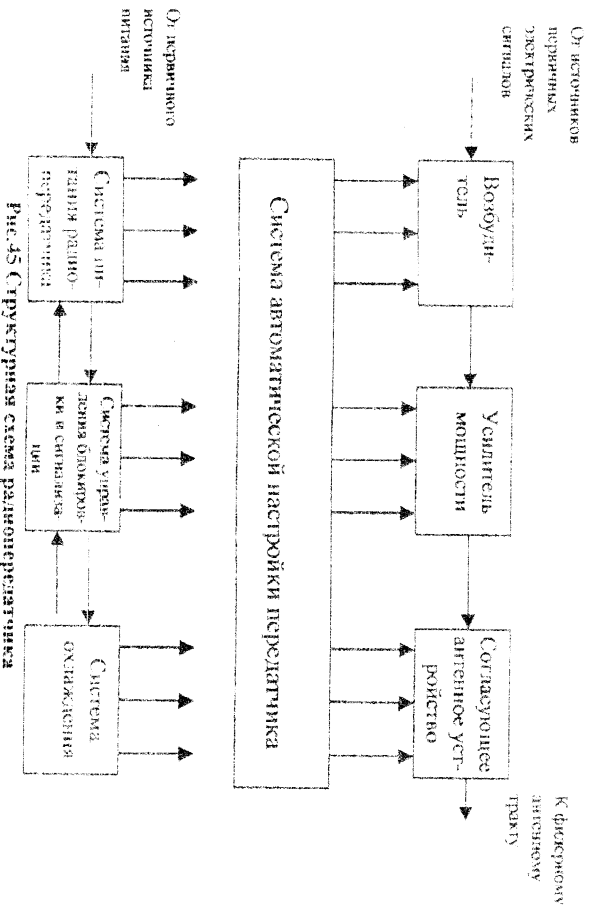 От источников
первичных
электрических
сигналов
Возбуди-
тель
Усилитель
мощности
Согласующее
антенное уст-
ройство
К фидерному
антенному
тракту
Система автоматической настройки передатчика
От первичного
источника
питания
Система пи-
тания радио-
передатчика
Система управ-
ления блокиров-
ки и сигнализа-
ции
Система
охлаждения
Рис.45 Структурная схема радиопередатчика